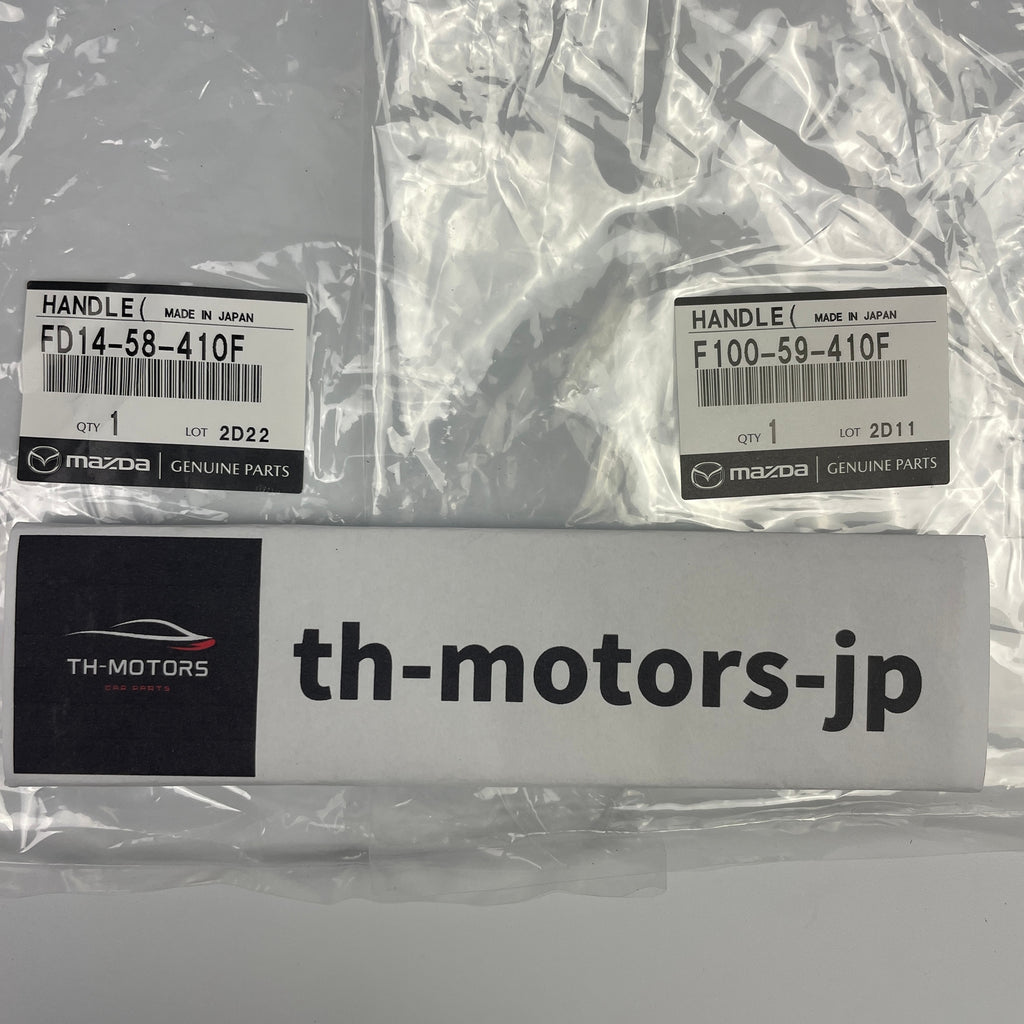 HANDLE( MADE IN JAPAN
FD14-58-410F
QTY 1 LOT 2D22
mazda GENUINE PARTS
HANDLE( MADE IN JAPAN
F100-59-410F
QTY 1 LOT 2D11
mazda GENUINE PARTS
TH-MOTORS
CAR PARTS
th-motors-jp